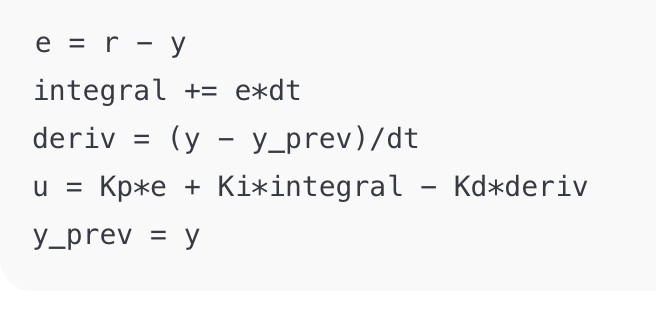 e = r − y
integral += e*dt
deriv = (y − y_prev)/dt
u = Kp*e + Ki*integral − Kd*deriv
y_prev = y